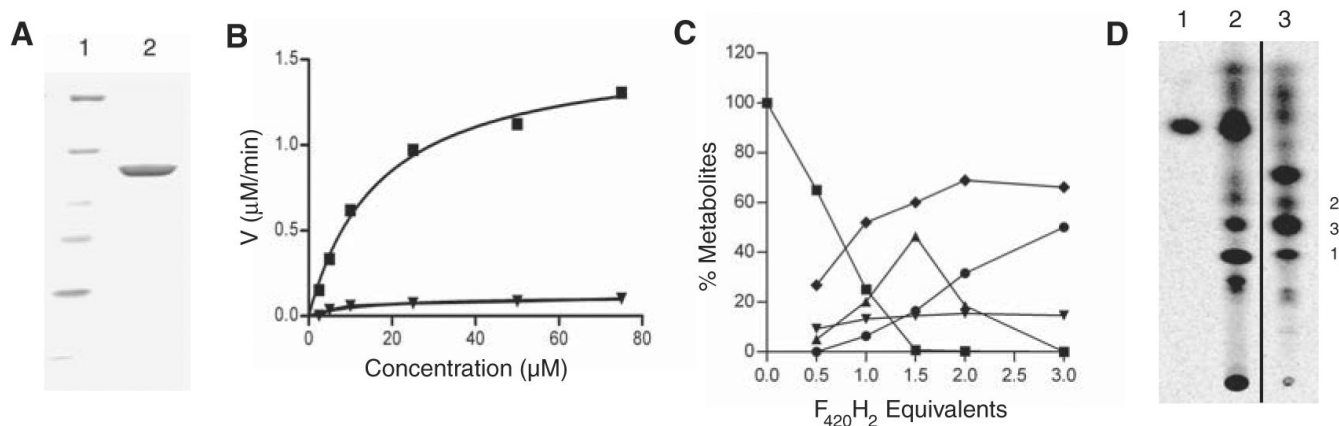 A
1 2
B
V (µM/min)
1.5
1.0
0.5
0.0
0 20 40 60 80
Concentration (µM)
C
% Metabolites
120
100
80
60
40
20
0
0.0 0.5 1.0 1.5 2.0 2.5 3.0
F₄₂₀H₂ Equivalents
D
1 2 3
2
3
1